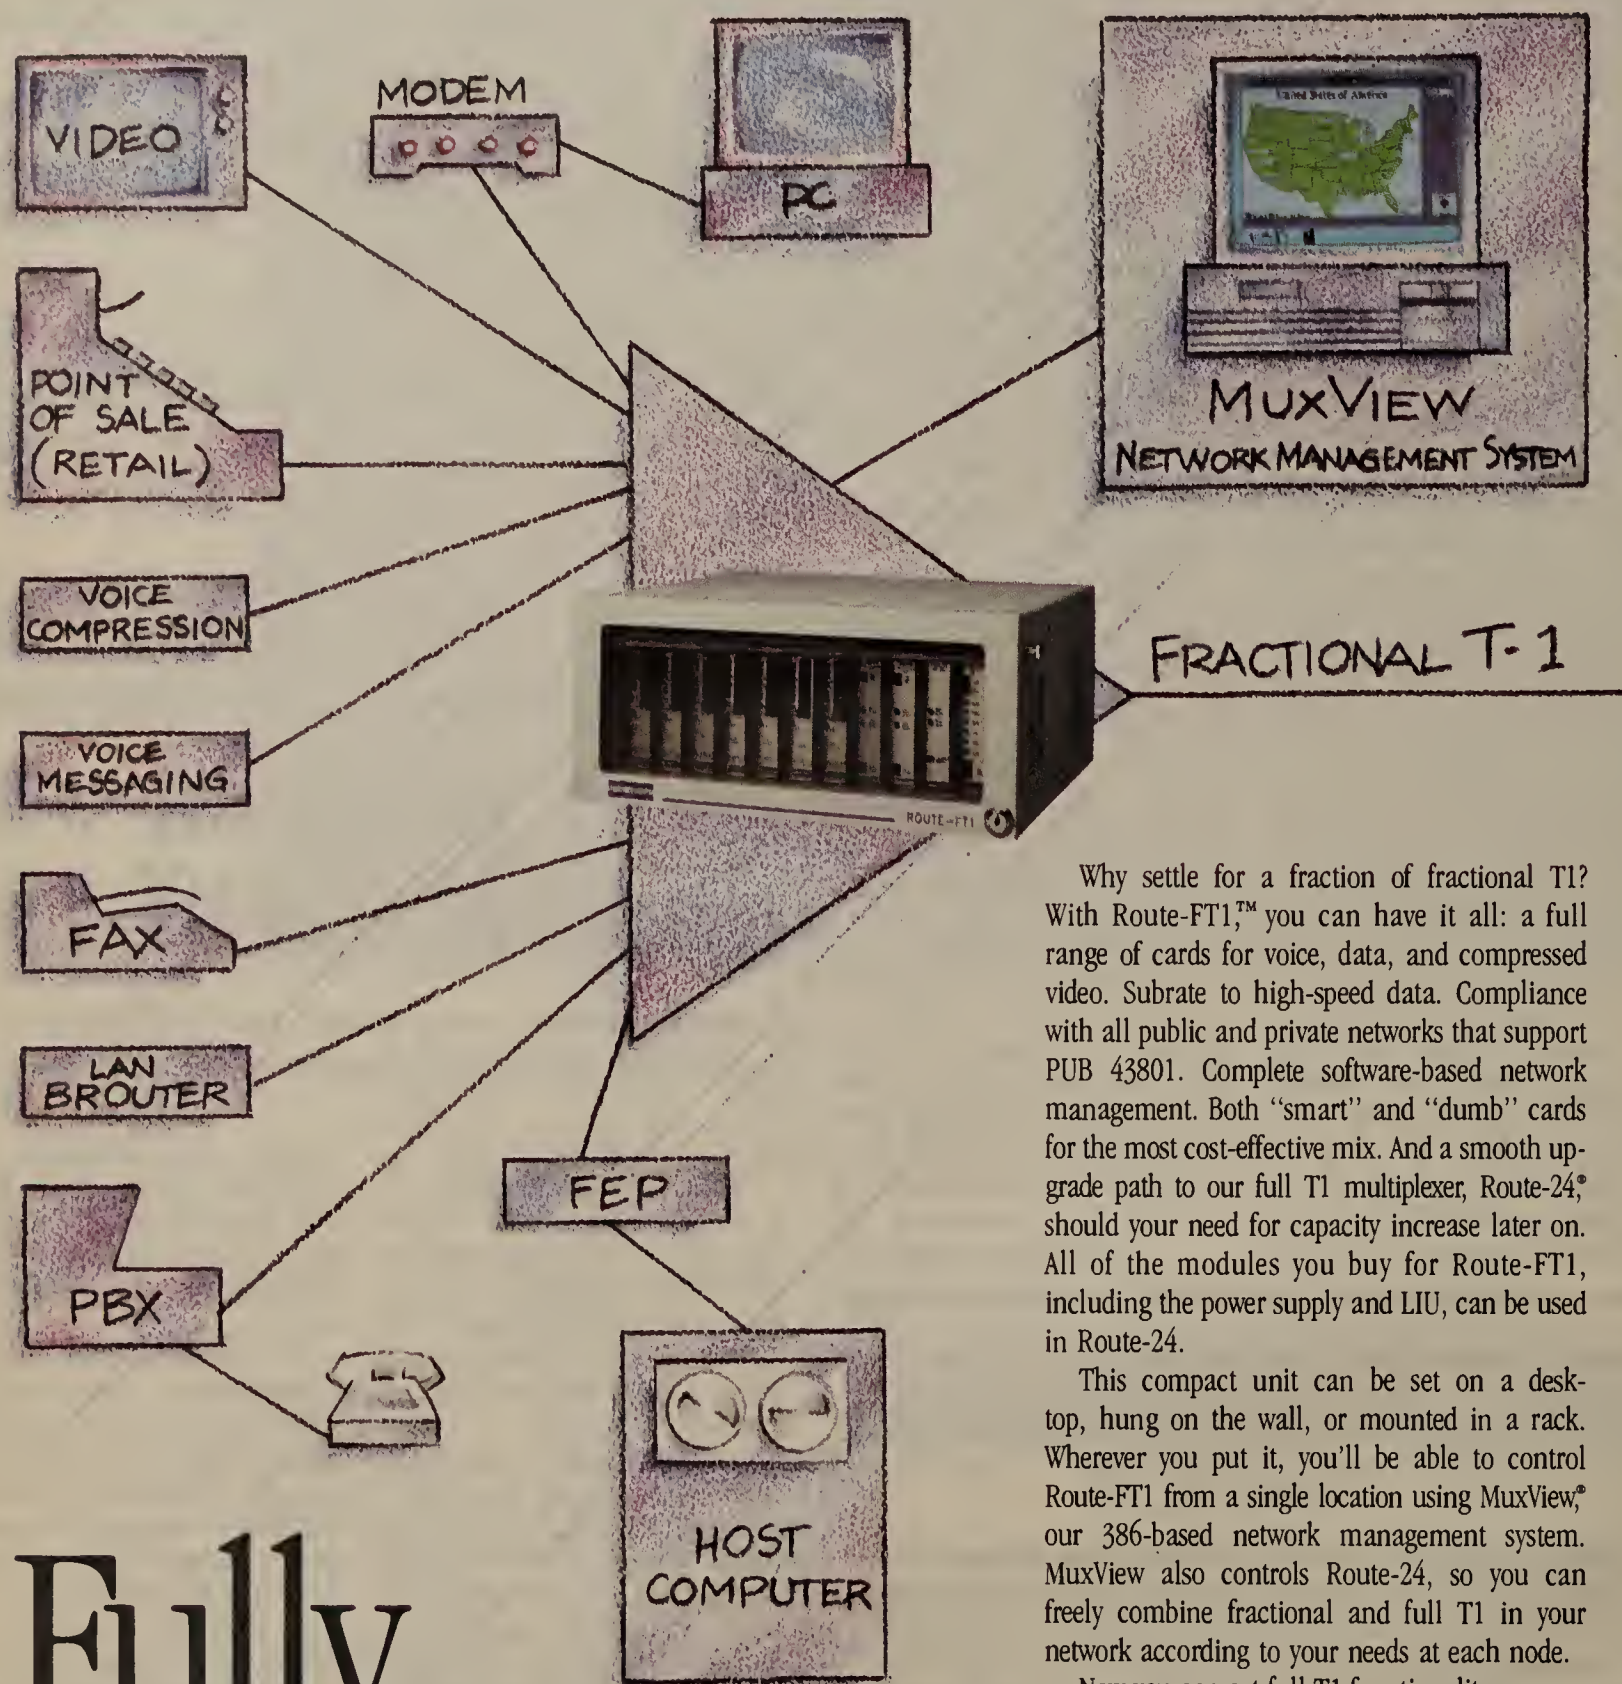 VIDEO
MODEM
PC
United States of America
MUXVIEW
NETWORK MANAGEMENT SYSTEM
POINT
OF SALE
(RETAIL)
VOICE
COMPRESSION
VOICE
MESSAGING
FRACTIONAL T-1
ROUTE-FT1
FAX
LAN
BROUTER
PBX
FEP
HOST
COMPUTER
Fully
Why settle for a fraction of fractional T1?
With Route-FT1,™ you can have it all: a full
range of cards for voice, data, and compressed
video. Subrate to high-speed data. Compliance
with all public and private networks that support
PUB 43801. Complete software-based network
management. Both “smart” and “dumb” cards
for the most cost-effective mix. And a smooth up-
grade path to our full T1 multiplexer, Route-24,®
should your need for capacity increase later on.
All of the modules you buy for Route-FT1,
including the power supply and LIU, can be used
in Route-24.
This compact unit can be set on a desk-
top, hung on the wall, or mounted in a rack.
Wherever you put it, you’ll be able to control
Route-FT1 from a single location using MuxView,®
our 386-based network management system.
MuxView also controls Route-24, so you can
freely combine fractional and full T1 in your
network according to your needs at each node.